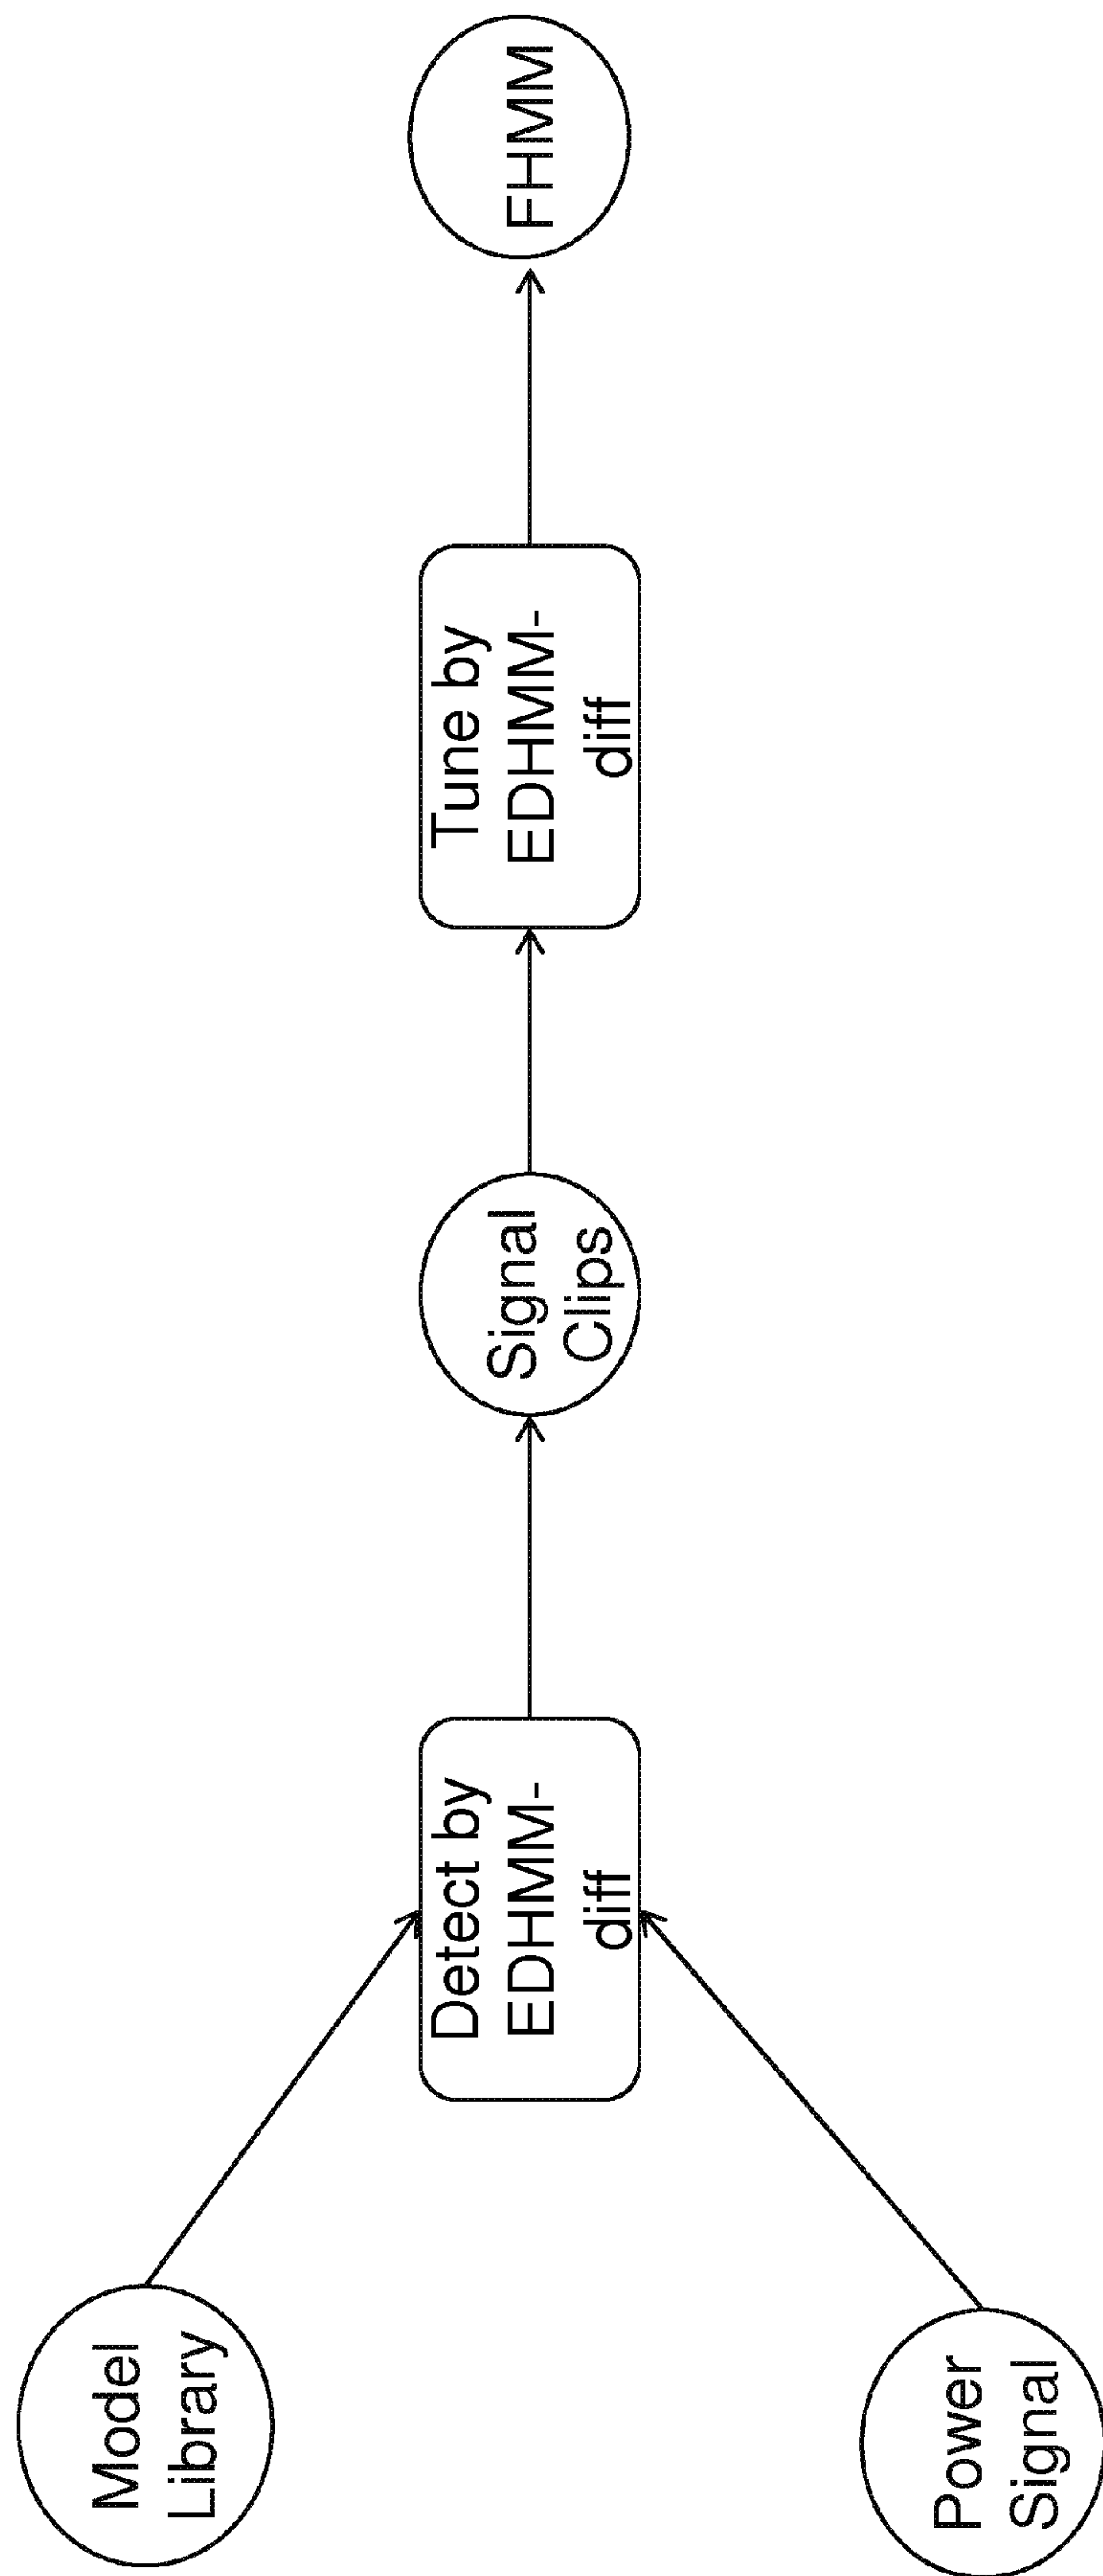 Model
Library
Power
Signal
Detect by
EDHMM-
diff
Signal
Clips
Tune by
EDHMM-
diff
FHMM